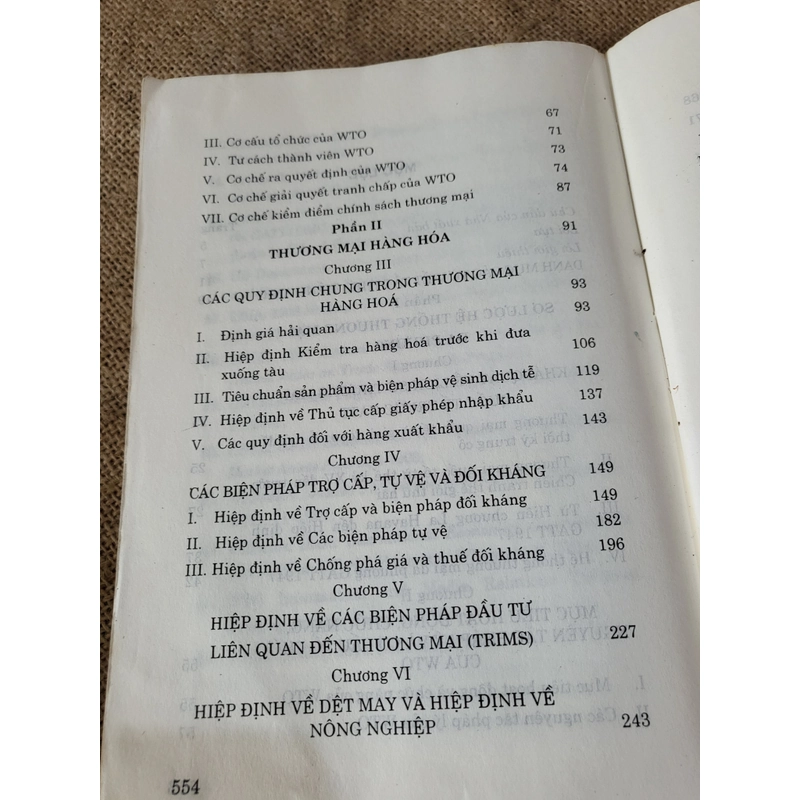 67
III. Cơ cấu tổ chức của WTO 71
IV. Tư cách thành viên WTO 73
V. Cơ chế ra quyết định của WTO 74
VI. Cơ chế giải quyết tranh chấp của WTO 87
VII. Cơ chế kiểm điểm chính sách thương mại
Phần II
THƯƠNG MẠI HÀNG HÓA 91
Chương III
CÁC QUY ĐỊNH CHUNG TRONG THƯƠNG MẠI
HÀNG HOÁ 93
I. Định giá hải quan 93
II. Hiệp định Kiểm tra hàng hoá trước khi đưa
xuống tàu 106
III. Tiêu chuẩn sản phẩm và biện pháp vệ sinh dịch tễ 119
IV. Hiệp định về Thủ tục cấp giấy phép nhập khẩu 137
V. Các quy định đối với hàng xuất khẩu 143
Chương IV
CÁC BIỆN PHÁP TRỢ CẤP, TỰ VỆ VÀ ĐỐI KHÁNG 149
I. Hiệp định về Trợ cấp và biện pháp đối kháng 149
II. Hiệp định về Các biện pháp tự vệ 182
III. Hiệp định về Chống phá giá và thuế đối kháng 196
Chương V
HIỆP ĐỊNH VỀ CÁC BIỆN PHÁP ĐẦU TƯ
LIÊN QUAN ĐẾN THƯƠNG MẠI (TRIMS) 227
Chương VI
HIỆP ĐỊNH VỀ DỆT MAY VÀ HIỆP ĐỊNH VỀ
NÔNG NGHIỆP 243
554